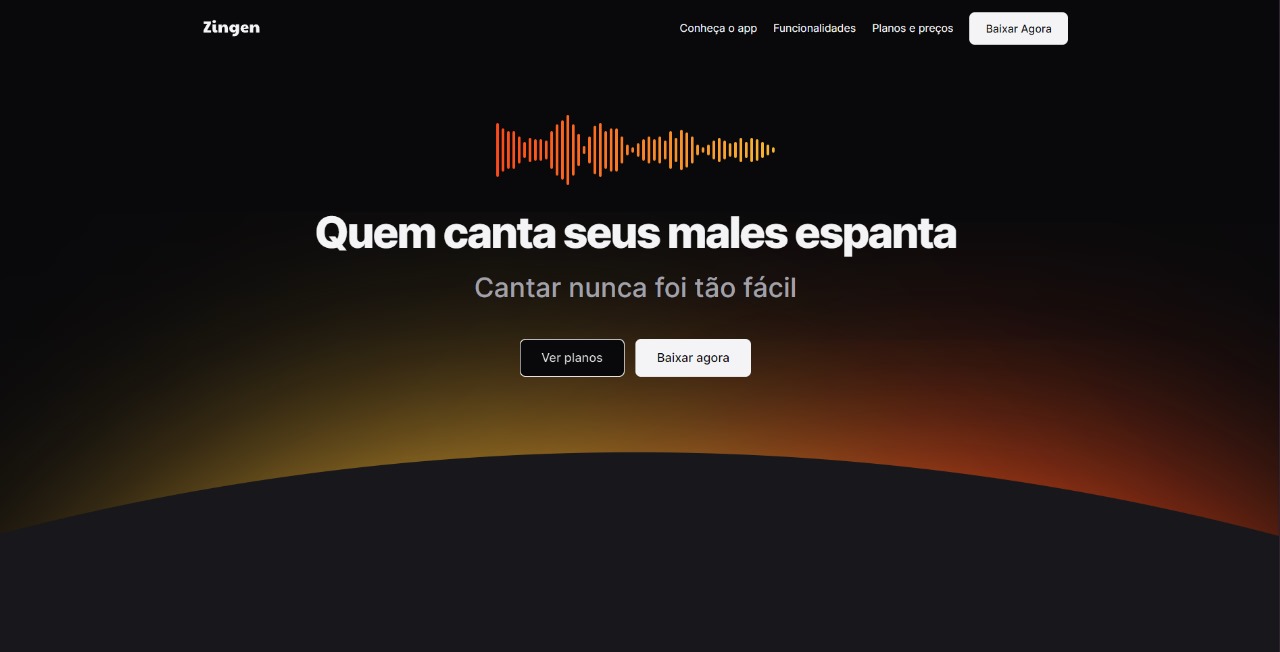 Zingen
Conheça o app
Funcionalidades
Planos e preços
Baixar Agora
Quem canta seus males espanta
Cantar nunca foi tão fácil
Ver planos
Baixar agora